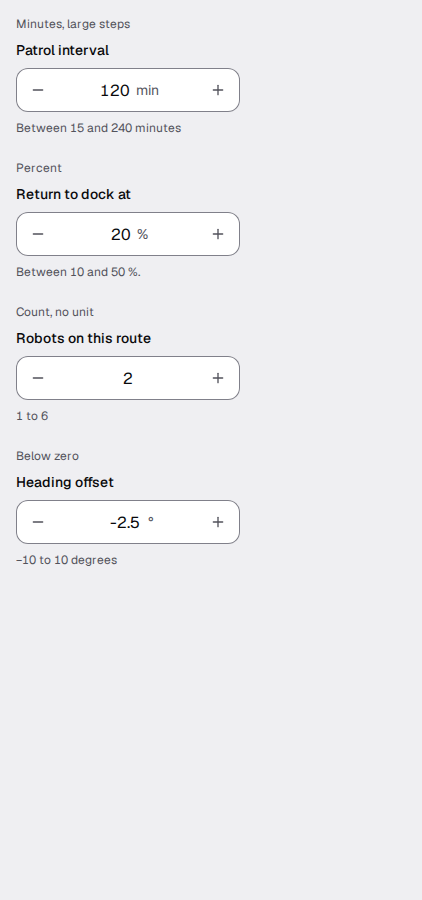 Minutes, large steps
Patrol interval
− 120 min +
Between 15 and 240 minutes
Percent
Return to dock at
− 20 % +
Between 10 and 50 %.
Count, no unit
Robots on this route
− 2 +
1 to 6
Below zero
Heading offset
− -2.5 ° +
−10 to 10 degrees